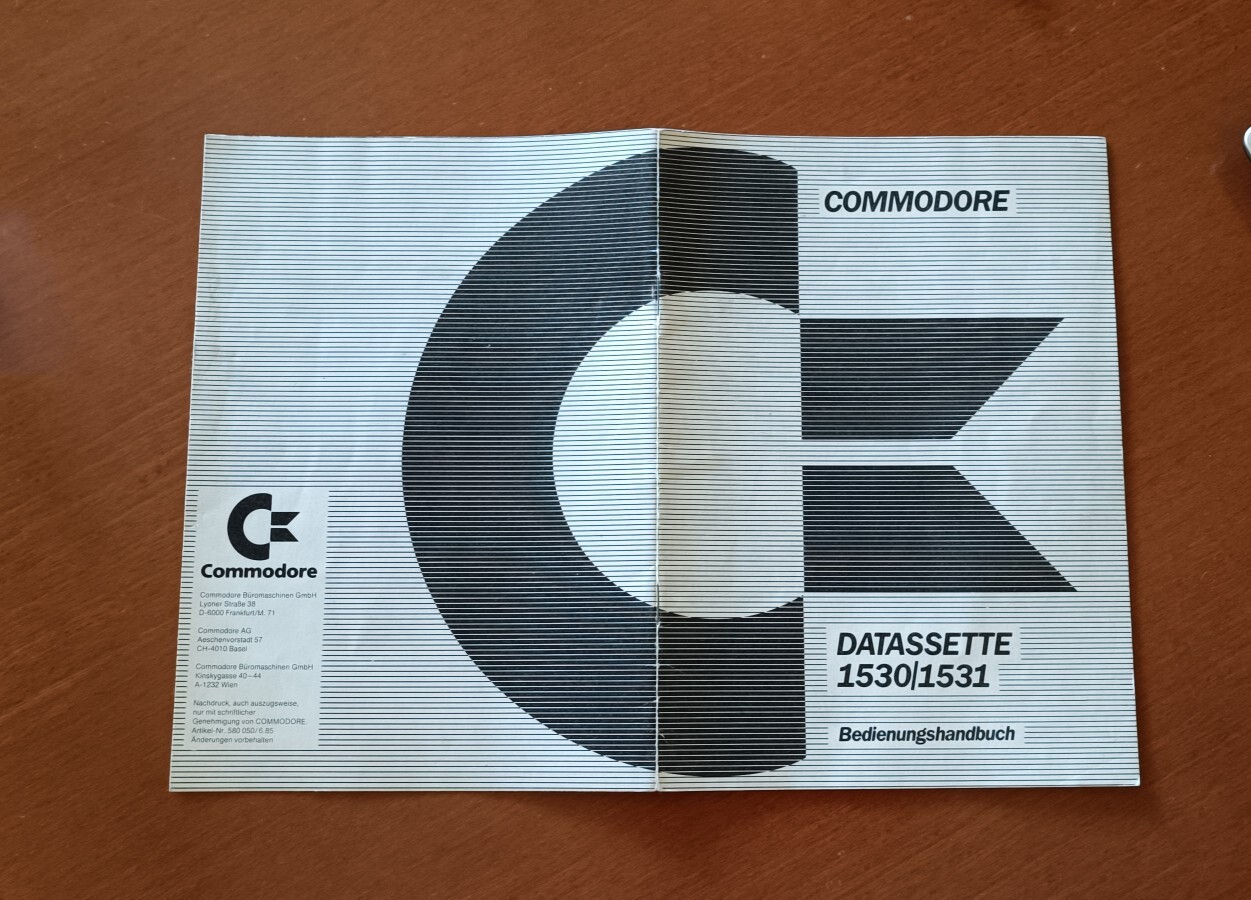 COMMODORE
DATASSETTE
1530/1531
Bedienungshandbuch
Commodore
Commodore Büromaschinen GmbH
Lyoner Straße 38
D-6000 Frankfurt/M. 71
Commodore AG
Aeschenvorstadt 57
CH-4010 Basel
Commodore Büromaschinen GmbH
Kinskygasse 40–44
A-1232 Wien
Nachdruck, auch auszugsweise,
nur mit schriftlicher
Genehmigung von COMMODORE
Artikel-Nr. 580 050/6.85
Änderungen vorbehalten